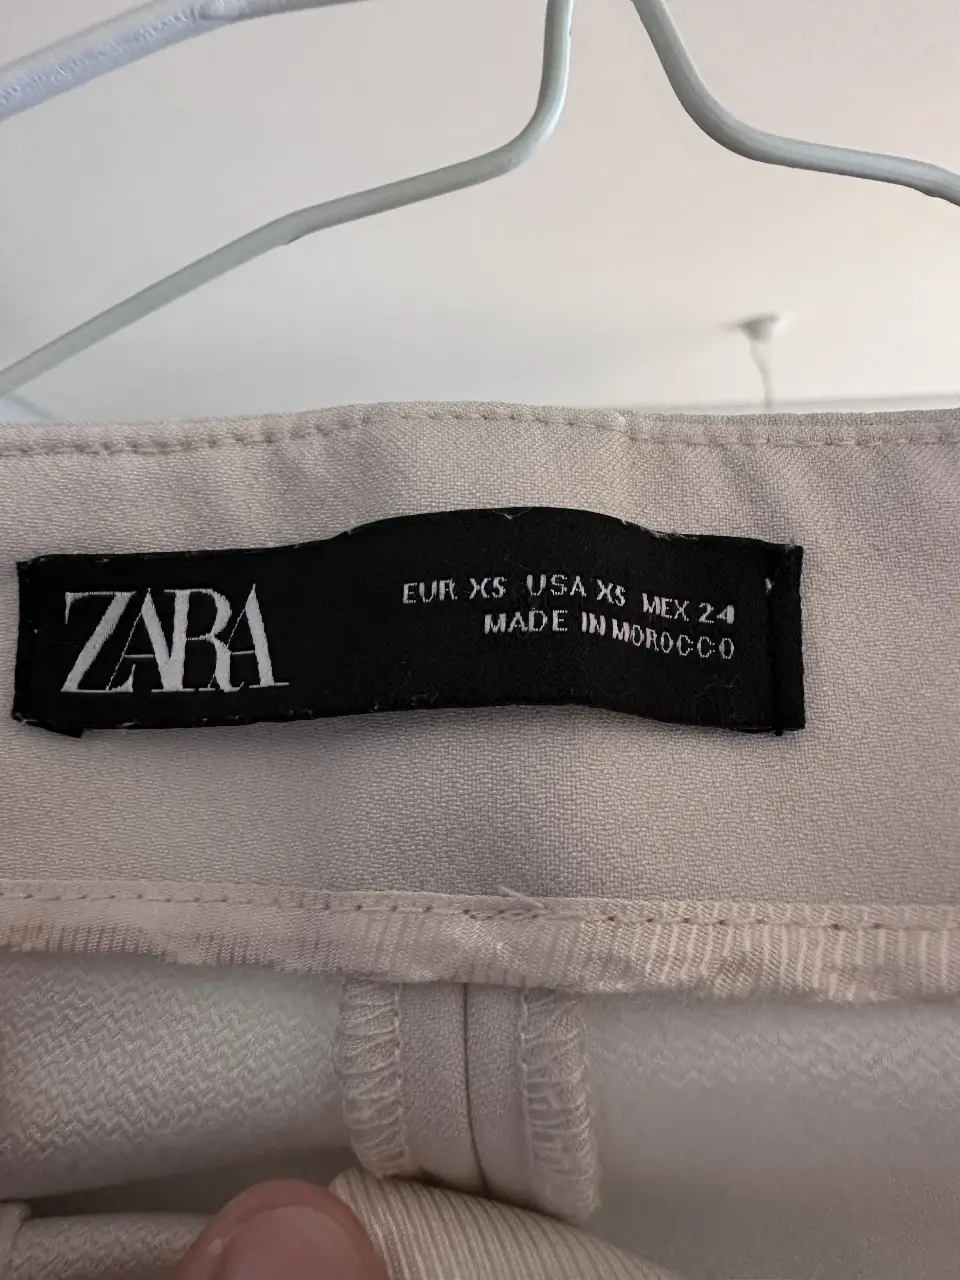 ZARA
EUR XS USA XS MEX 24
MADE IN MOROCCO